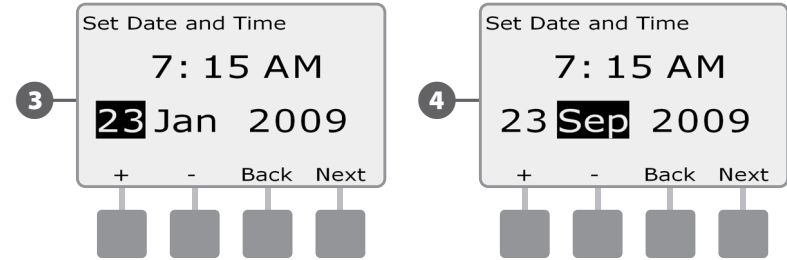 3
Set Date and Time
7: 15 AM
23 Jan 2009
+ - Back Next
4
Set Date and Time
7: 15 AM
23 Sep 2009
+ - Back Next